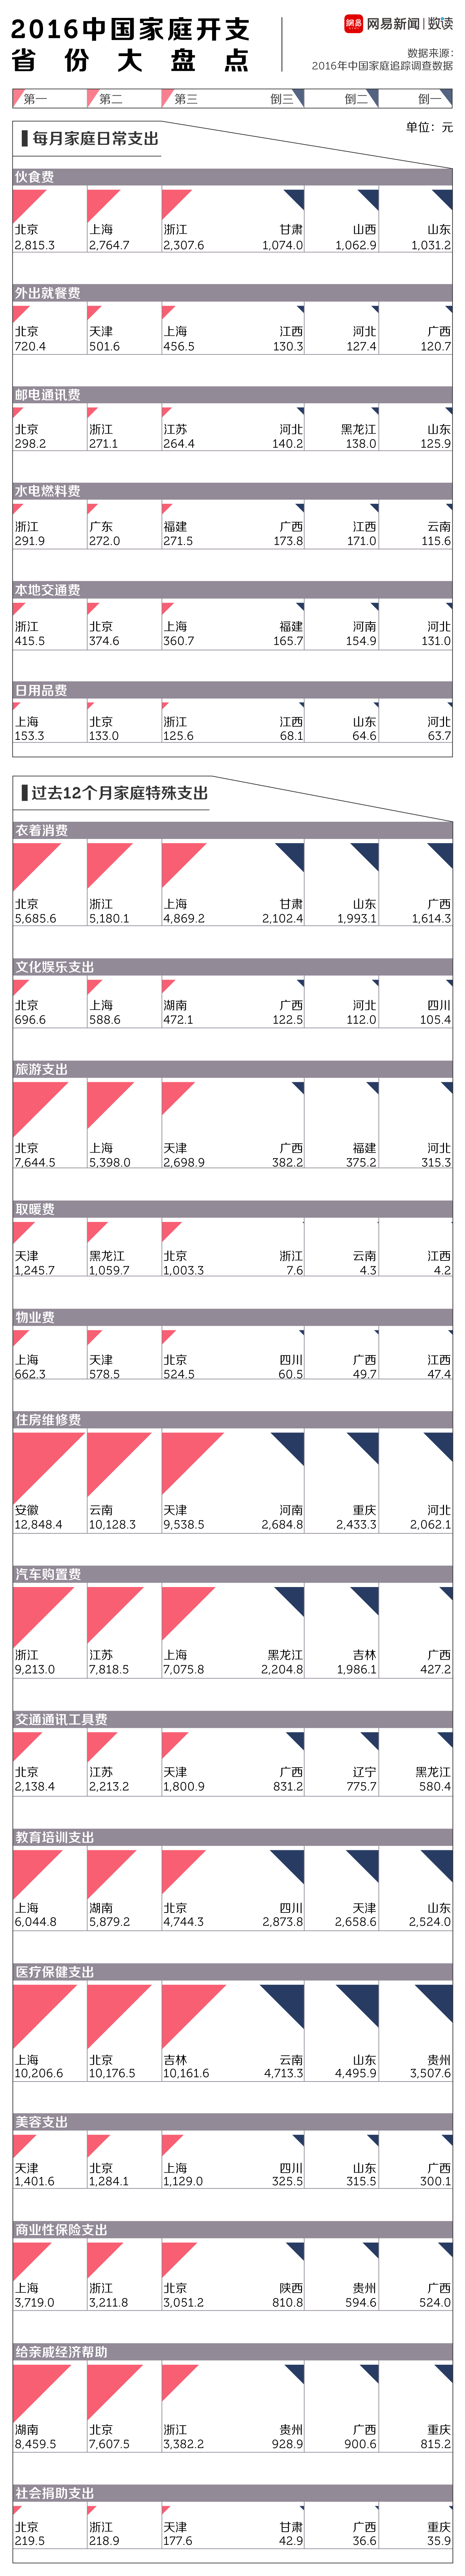 2016中国家庭开支
省份大盘点
网易 网易新闻 | 数读
数据来源:
2016年中国家庭追踪调查数据
第一 第二 第三 倒三 倒二 倒一
单位：元
每月家庭日常支出
伙食费
北京 上海 浙江 甘肃 山西 山东
2,815.3 2,764.7 2,307.6 1,074.0 1,062.9 1,031.2
外出就餐费
北京 天津 上海 江西 河北 广西
720.4 501.6 456.5 130.3 127.4 120.7
邮电通讯费
北京 浙江 江苏 河北 黑龙江 山东
298.2 271.1 264.4 140.2 138.0 125.9
水电燃料费
浙江 广东 福建 广西 江西 云南
291.9 272.0 271.5 173.8 171.0 115.6
本地交通费
浙江 北京 上海 福建 河南 河北
415.5 374.6 360.7 165.7 154.9 131.0
日用品费
上海 北京 浙江 江西 山东 河北
153.3 133.0 125.6 68.1 64.6 63.7
过去12个月家庭特殊支出
衣着消费
北京 浙江 上海 甘肃 山东 广西
5,685.6 5,180.1 4,869.2 2,102.4 1,993.1 1,614.3
文化娱乐支出
北京 上海 湖南 广西 河北 四川
696.6 588.6 472.1 122.5 112.0 105.4
旅游支出
北京 上海 天津 广西 福建 河北
7,644.5 5,398.0 2,698.9 382.2 375.2 315.3
取暖费
天津 黑龙江 北京 浙江 云南 江西
1,245.7 1,059.7 1,003.3 7.6 4.3 4.2
物业费
上海 天津 北京 四川 广西 江西
662.3 578.5 524.5 60.5 49.7 47.4
住房维修费
安徽 云南 天津 河南 重庆 河北
12,848.4 10,128.3 9,538.5 2,684.8 2,433.3 2,062.1
汽车购置费
浙江 江苏 上海 黑龙江 吉林 广西
9,213.0 7,818.5 7,075.8 2,204.8 1,986.1 427.2
交通通讯工具费
北京 江苏 天津 广西 辽宁 黑龙江
2,138.4 2,213.2 1,800.9 831.2 775.7 580.4
教育培训支出
上海 湖南 北京 四川 天津 山东
6,044.8 5,879.2 4,744.3 2,873.8 2,658.6 2,524.0
医疗保健支出
上海 北京 吉林 云南 山东 贵州
10,206.6 10,176.5 10,161.6 4,713.3 4,495.9 3,507.6
美容支出
天津 北京 上海 四川 山东 广西
1,401.6 1,284.1 1,129.0 325.5 315.5 300.1
商业性保险支出
上海 浙江 北京 陕西 贵州 广西
3,719.0 3,211.8 3,051.2 810.8 594.6 524.0
给亲戚经济帮助
湖南 北京 浙江 贵州 广西 重庆
8,459.5 7,607.5 3,382.2 928.9 900.6 815.2
社会捐助支出
北京 浙江 天津 甘肃 广西 重庆
219.5 218.9 177.6 42.9 36.6 35.9